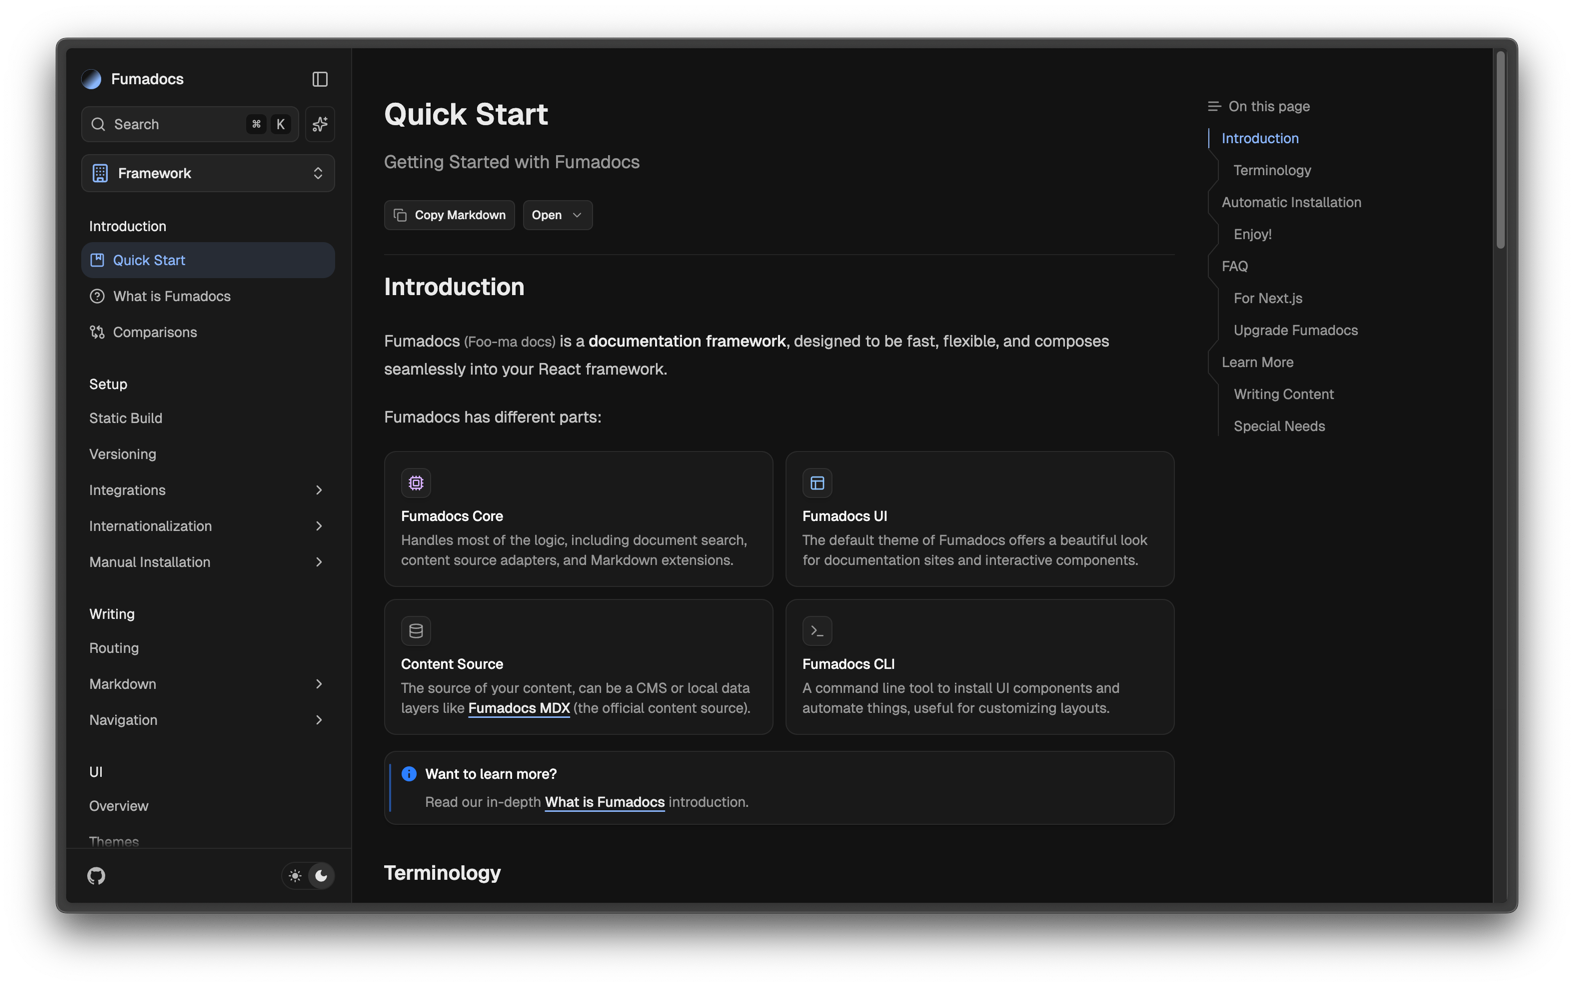 Fumadocs
Search ⌘ K
Framework
Introduction
Quick Start
What is Fumadocs
Comparisons
Setup
Static Build
Versioning
Integrations
Internationalization
Manual Installation
Writing
Routing
Markdown
Navigation
UI
Overview
Themes
Quick Start
Getting Started with Fumadocs
Copy Markdown
Open
Introduction
Fumadocs (Foo-ma docs) is a documentation framework, designed to be fast, flexible, and composes
seamlessly into your React framework.
Fumadocs has different parts:
Fumadocs Core
Handles most of the logic, including document search,
content source adapters, and Markdown extensions.
Fumadocs UI
The default theme of Fumadocs offers a beautiful look
for documentation sites and interactive components.
Content Source
The source of your content, can be a CMS or local data
layers like Fumadocs MDX (the official content source).
Fumadocs CLI
A command line tool to install UI components and
automate things, useful for customizing layouts.
Want to learn more?
Read our in-depth What is Fumadocs introduction.
Terminology
On this page
Introduction
Terminology
Automatic Installation
Enjoy!
FAQ
For Next.js
Upgrade Fumadocs
Learn More
Writing Content
Special Needs